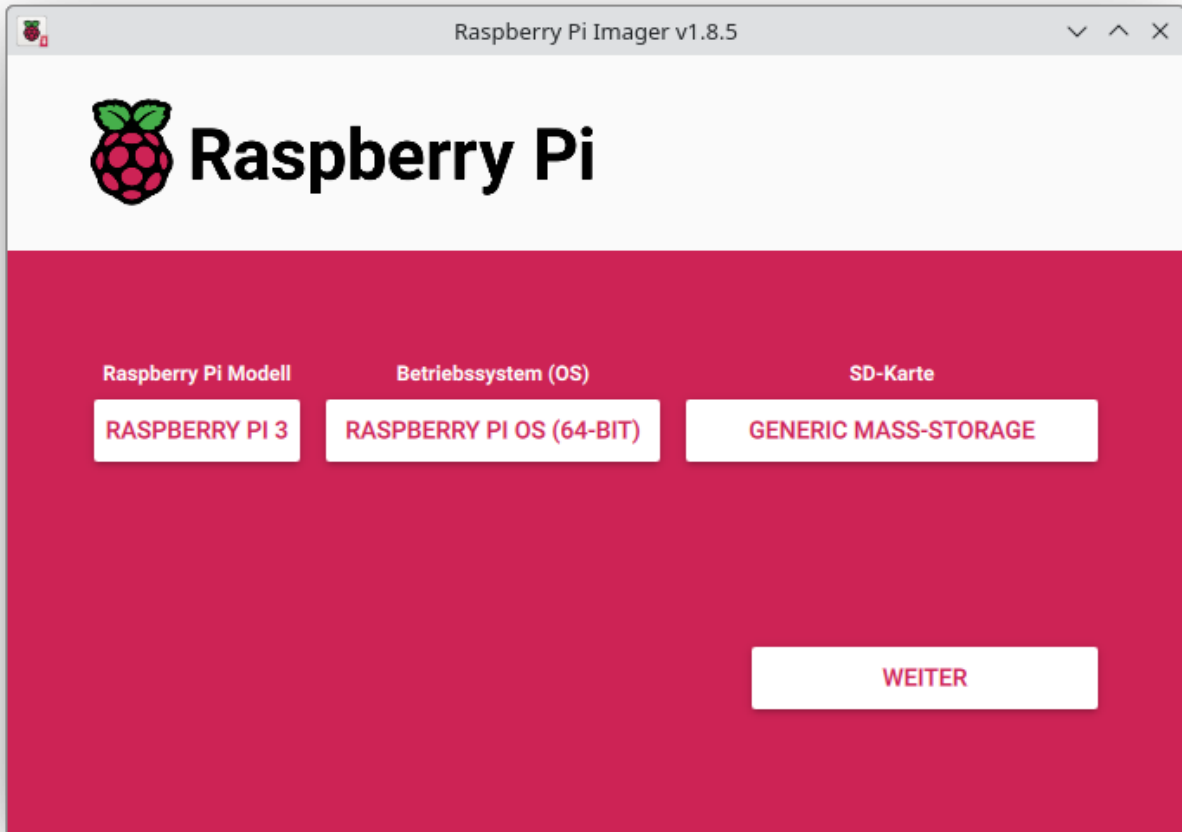 Raspberry Pi Imager v1.8.5
Raspberry Pi
Raspberry Pi Modell
Betriebssystem (OS)
SD-Karte
RASPBERRY PI 3
RASPBERRY PI OS (64-BIT)
GENERIC MASS-STORAGE
WEITER